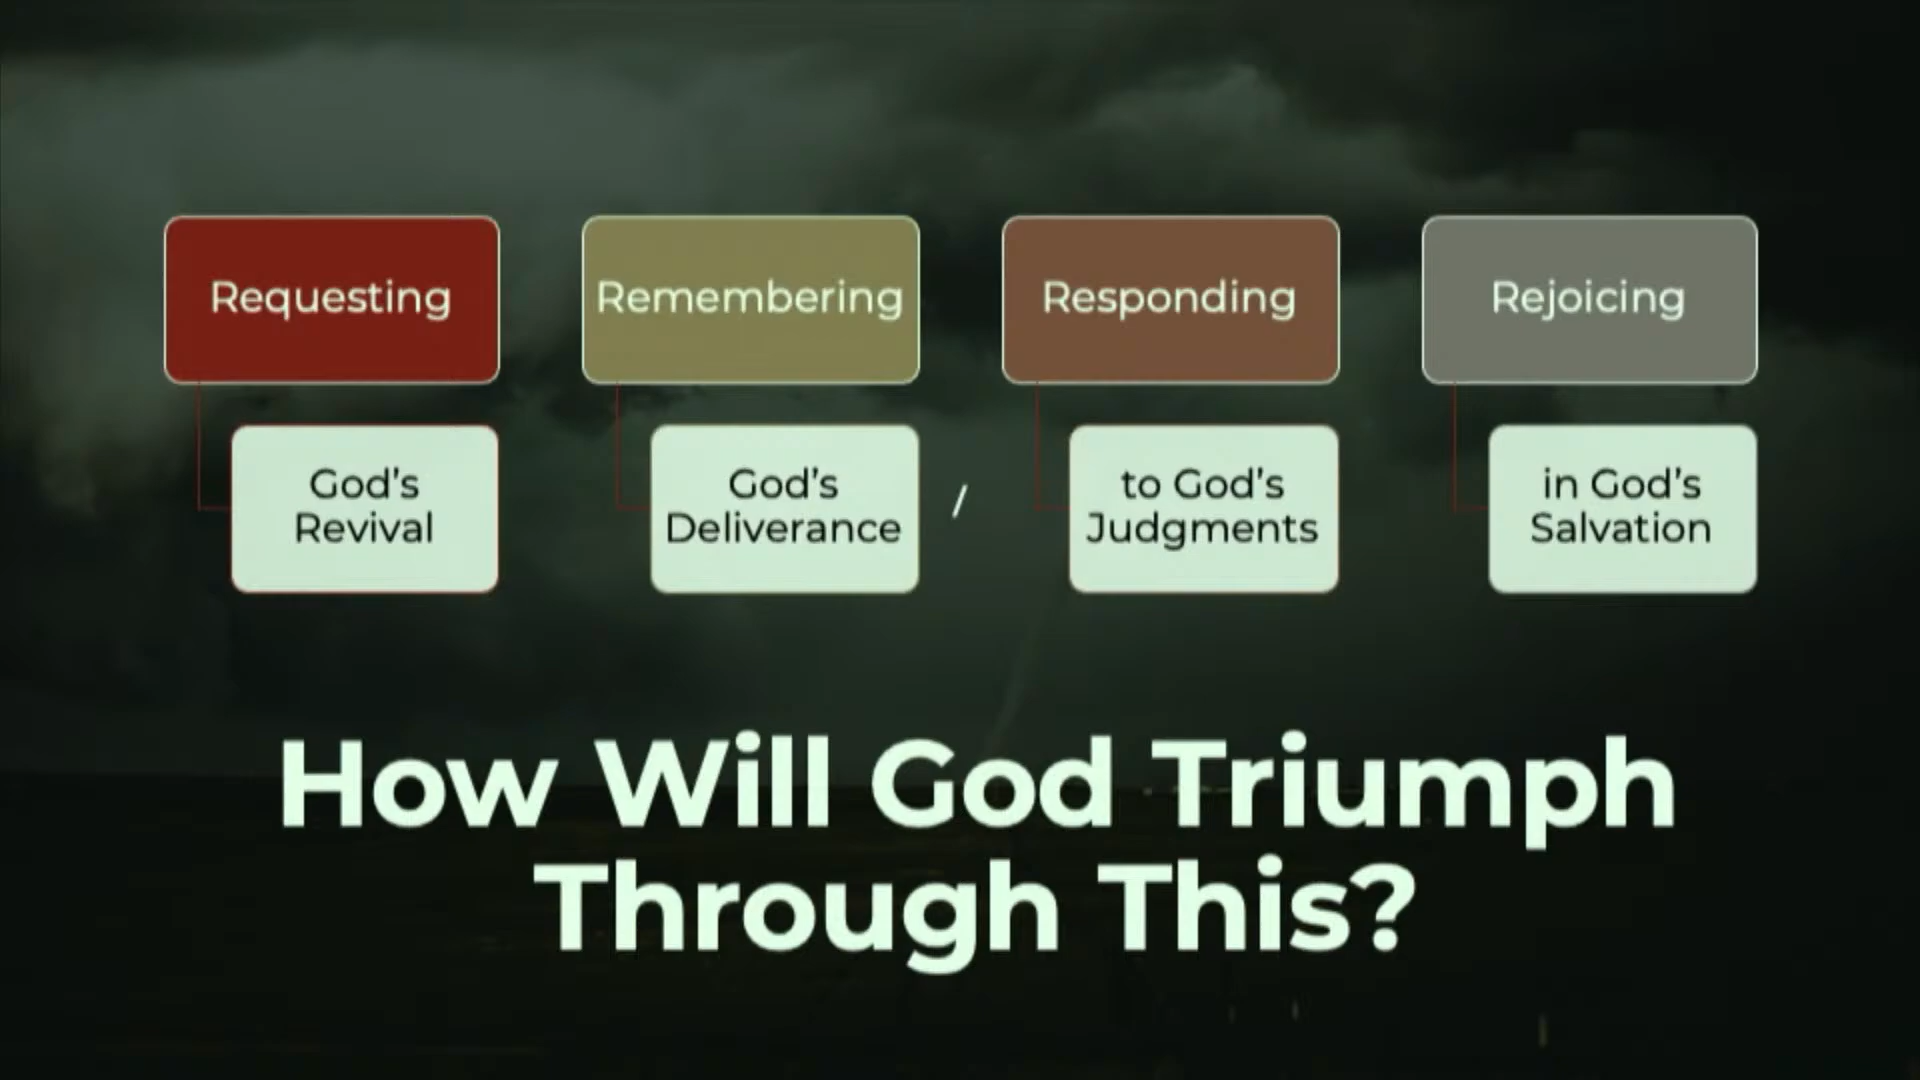 Requesting
God's
Revival
Remembering
God's
Deliverance
/
Responding
to God's
Judgments
Rejoicing
in God's
Salvation
How Will God Triumph
Through This?